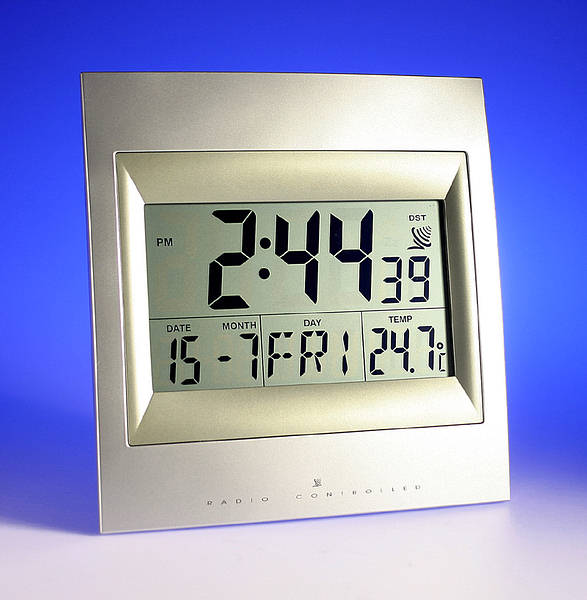 DST
PM 2:44 39
DATE MONTH DAY TEMP
15 -7 FRI 24.7°C
RADIO CONTROLLED